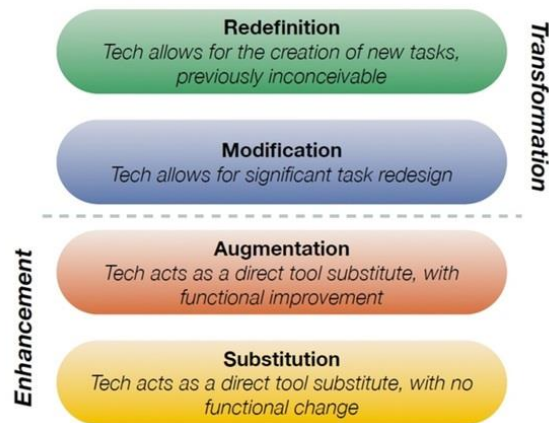 Redefinition
Tech allows for the creation of new tasks,
previously inconceivable
Modification
Tech allows for significant task redesign
Transformation
Augmentation
Tech acts as a direct tool substitute, with
functional improvement
Substitution
Tech acts as a direct tool substitute, with no
functional change
Enhancement